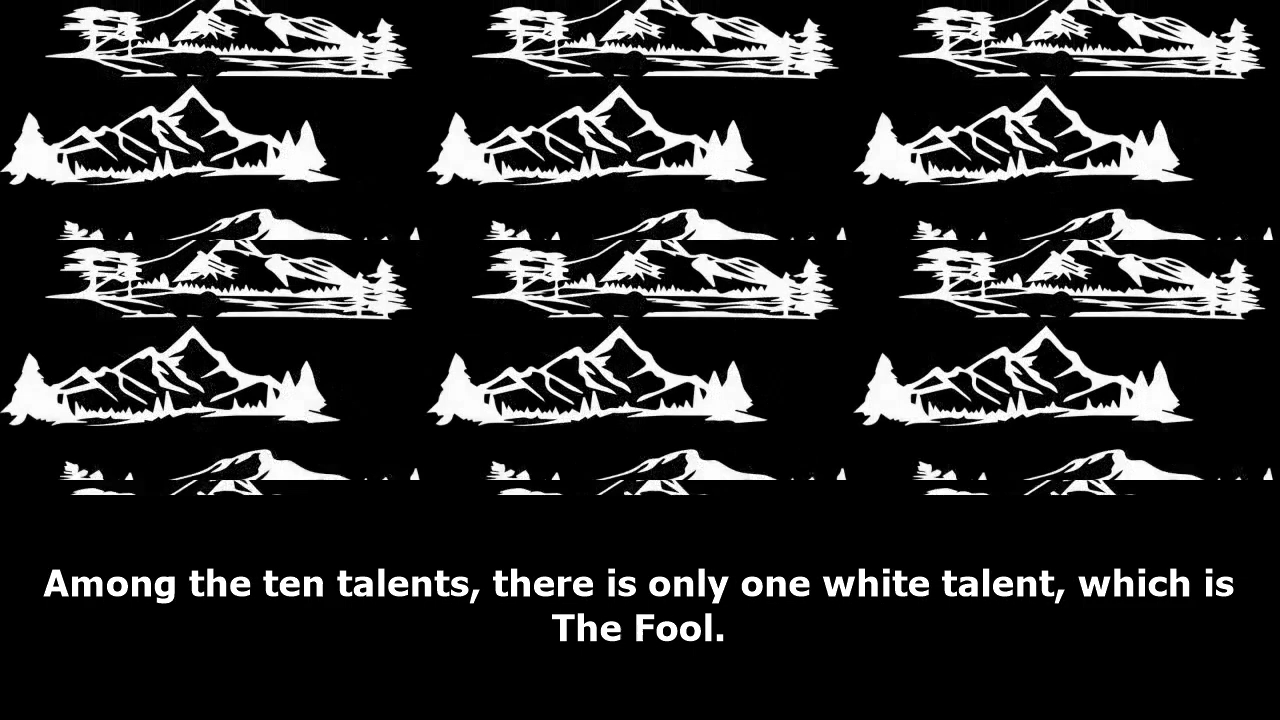 Among the ten talents, there is only one white talent, which is
The Fool.